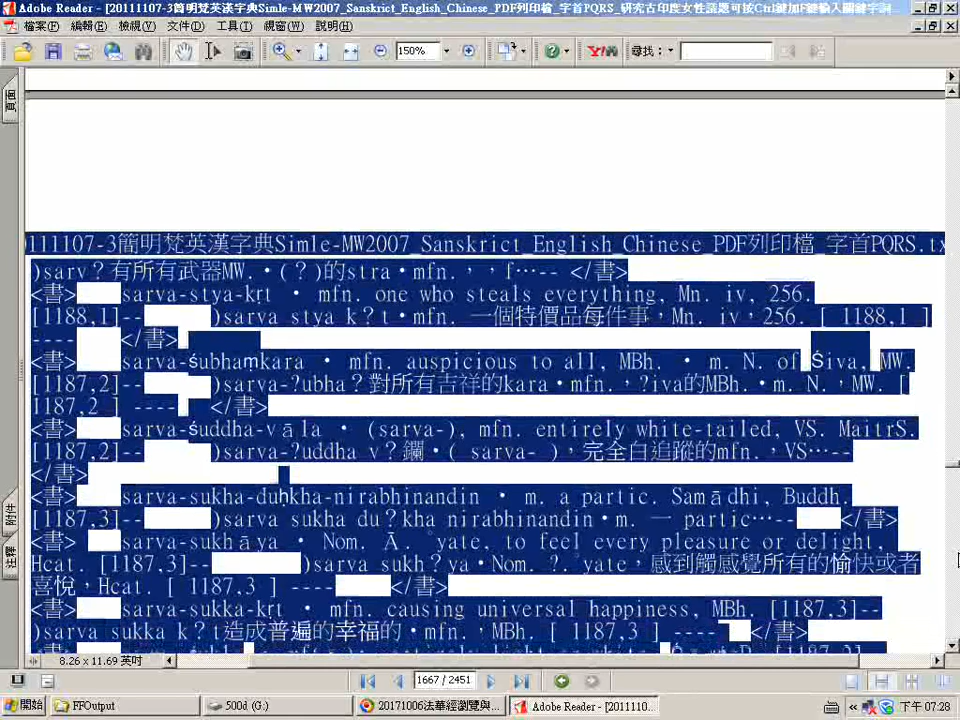 Adobe Reader - [20111107-3簡明梵英漢字典Simle-MW2007_Sanskrict_English_Chinese_PDF列印檔_字首PQRS_研究古印度女性議題可按Ctrl鍵加F鍵輸入關鍵字詞...
檔案(F) 編輯(E) 檢視(V) 文件(D) 工具(T) 視窗(W) 說明(H)
150% Y! 尋找：
頁面
附件
注釋
)111107-3簡明梵英漢字典Simle-MW2007_Sanskrict_English_Chinese_PDF列印檔_字首PQRS.tx
)sarv？有所有武器MW.‧(？)的stra‧mfn.，，f…-- </書>
<書> sarva-stya-kṛt ‧ mfn. one who steals everything, Mn. iv, 256.
[1188,1]-- )sarva stya k？t‧mfn. 一個特價品每件事，Mn. iv，256. [ 1188,1 ]
---- </書>
<書> sarva-śubhaṃkara ‧ mfn. auspicious to all, MBh. ‧ m. N. of Śiva, MW.
[1187,2]-- )sarva-?ubha？對所有吉祥的kara‧mfn.，?iva的MBh.‧m. N.，MW. [
1187,2 ] ---- </書>
<書> sarva-śuddha-vāla ‧ (sarva-), mfn. entirely white-tailed, VS. MaitrS.
[1187,2]-- )sarva-?uddha v？鑭‧( sarva- )，完全白追蹤的mfn.，VS…--
</書>
<書> sarva-sukha-duḥkha-nirabhinandin ‧ m. a partic. Samādhi, Buddh.
[1187,3]-- )sarva sukha du？kha nirabhinandin‧m. 一 partic…-- </書>
<書> sarva-sukhāya ‧ Nom. Ā. °yate, to feel every pleasure or delight,
Hcat. [1187,3]-- )sarva sukh？ya‧Nom. ?. °yate，感到觸感覺所有的愉快或者
喜悅，Hcat. [ 1187,3 ] ---- </書>
<書> sarva-sukka-kṛt ‧ mfn. causing universal happiness, MBh. [1187,3]--
)sarva sukka k？t造成普遍的幸福的‧mfn.，MBh. [ 1187,3 ] ---- </書>
8.26 x 11.69 英吋
1667 / 2451
開始 FFOutput 500d (G:) 20171006法華經瀏覽與... Adobe Reader - [2011110... « 下午 07:28